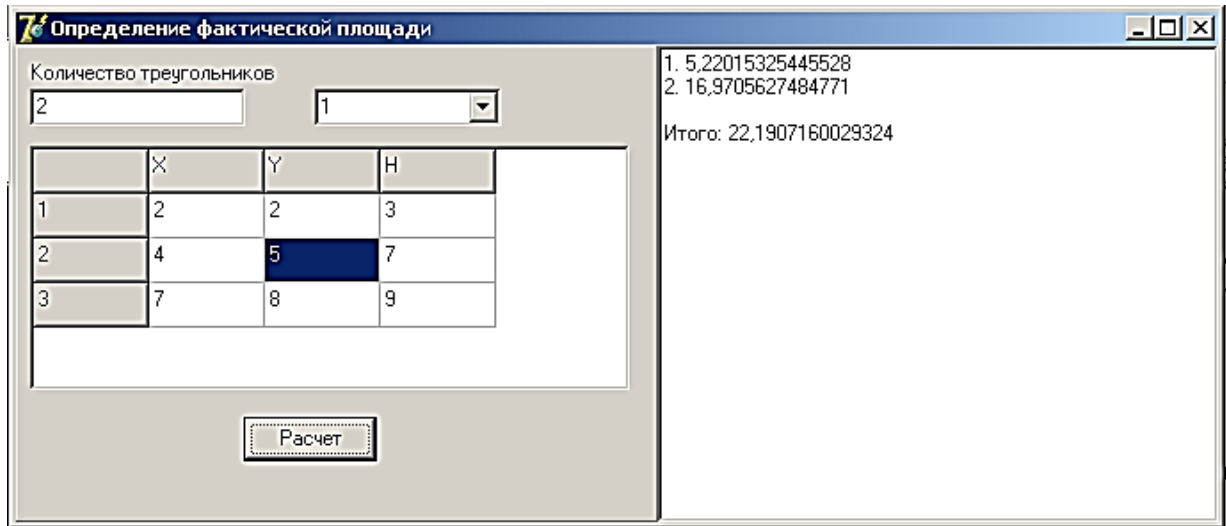 Определение фактической площади
Количество треугольников
2
1
X Y H
1 2 2 3
2 4 5 7
3 7 8 9
Расчет
1. 5,22015325445528
2. 16,9705627484771
Итого: 22,1907160029324